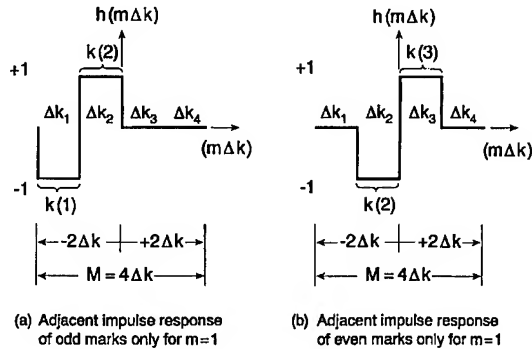 h(mΔk)
k(2)
+1
Δk₁ Δk₂ Δk₃ Δk₄
(mΔk)
-1
k(1)
-2Δk +2Δk
M = 4Δk
(a) Adjacent impulse response
of odd marks only for m=1
h(mΔk)
k(3)
+1
Δk₁ Δk₂ Δk₃ Δk₄
(mΔk)
-1
k(2)
-2Δk +2Δk
M = 4Δk
(b) Adjacent impulse response
of even marks only for m=1